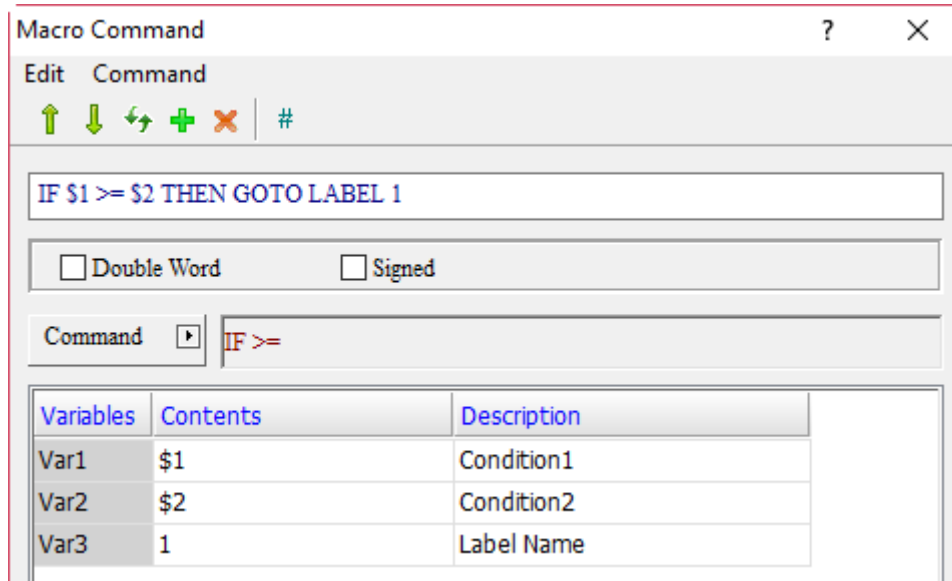 Macro Command ?
Edit Command
#
IF $1 >= $2 THEN GOTO LABEL 1
Double Word Signed
Command IF >=
Variables Contents Description
Var1 $1 Condition1
Var2 $2 Condition2
Var3 1 Label Name